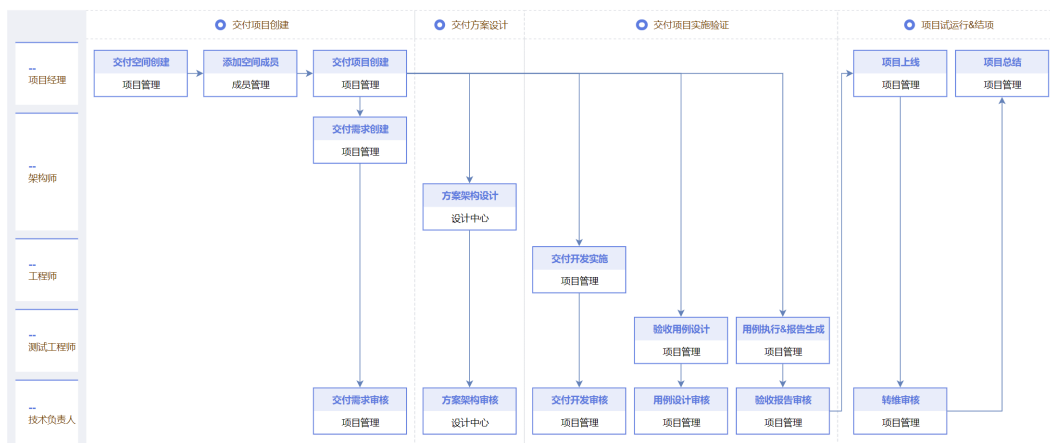 交付项目创建
交付方案设计
交付项目实施验证
项目试运行&结项
--
项目经理
交付空间创建
项目管理
添加空间成员
成员管理
交付项目创建
项目管理
项目上线
项目管理
项目总结
项目管理
--
架构师
交付需求创建
项目管理
方案架构设计
设计中心
--
工程师
交付开发实施
项目管理
--
测试工程师
验收用例设计
项目管理
用例执行&报告生成
项目管理
--
技术负责人
交付需求审核
项目管理
方案架构审核
设计中心
交付开发审核
项目管理
用例设计审核
项目管理
验收报告审核
项目管理
转维审核
项目管理